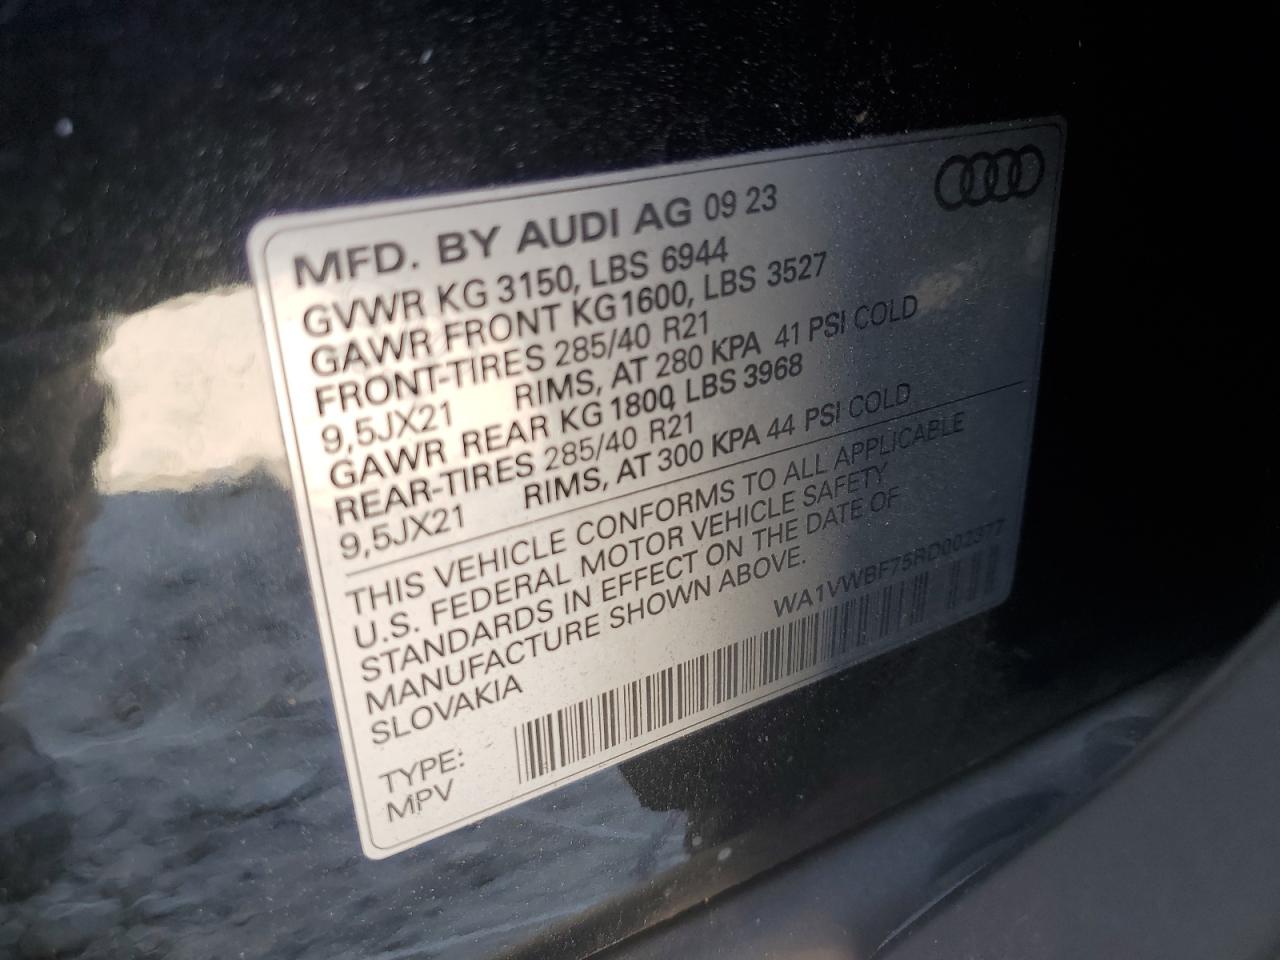 MFD. BY AUDI AG 09 23
GVWR KG 3150, LBS 6944
GAWR FRONT KG1600, LBS 3527
FRONT-TIRES 285/40 R21
9,5JX21 RIMS, AT 280 KPA 41 PSI COLD
GAWR REAR KG 1800, LBS 3968
REAR-TIRES 285/40 R21
9,5JX21 RIMS, AT 300 KPA 44 PSI COLD
THIS VEHICLE CONFORMS TO ALL APPLICABLE
U.S. FEDERAL MOTOR VEHICLE SAFETY
STANDARDS IN EFFECT ON THE DATE OF
MANUFACTURE SHOWN ABOVE.
SLOVAKIA
WA1VWBF75RD002377
TYPE:
MPV